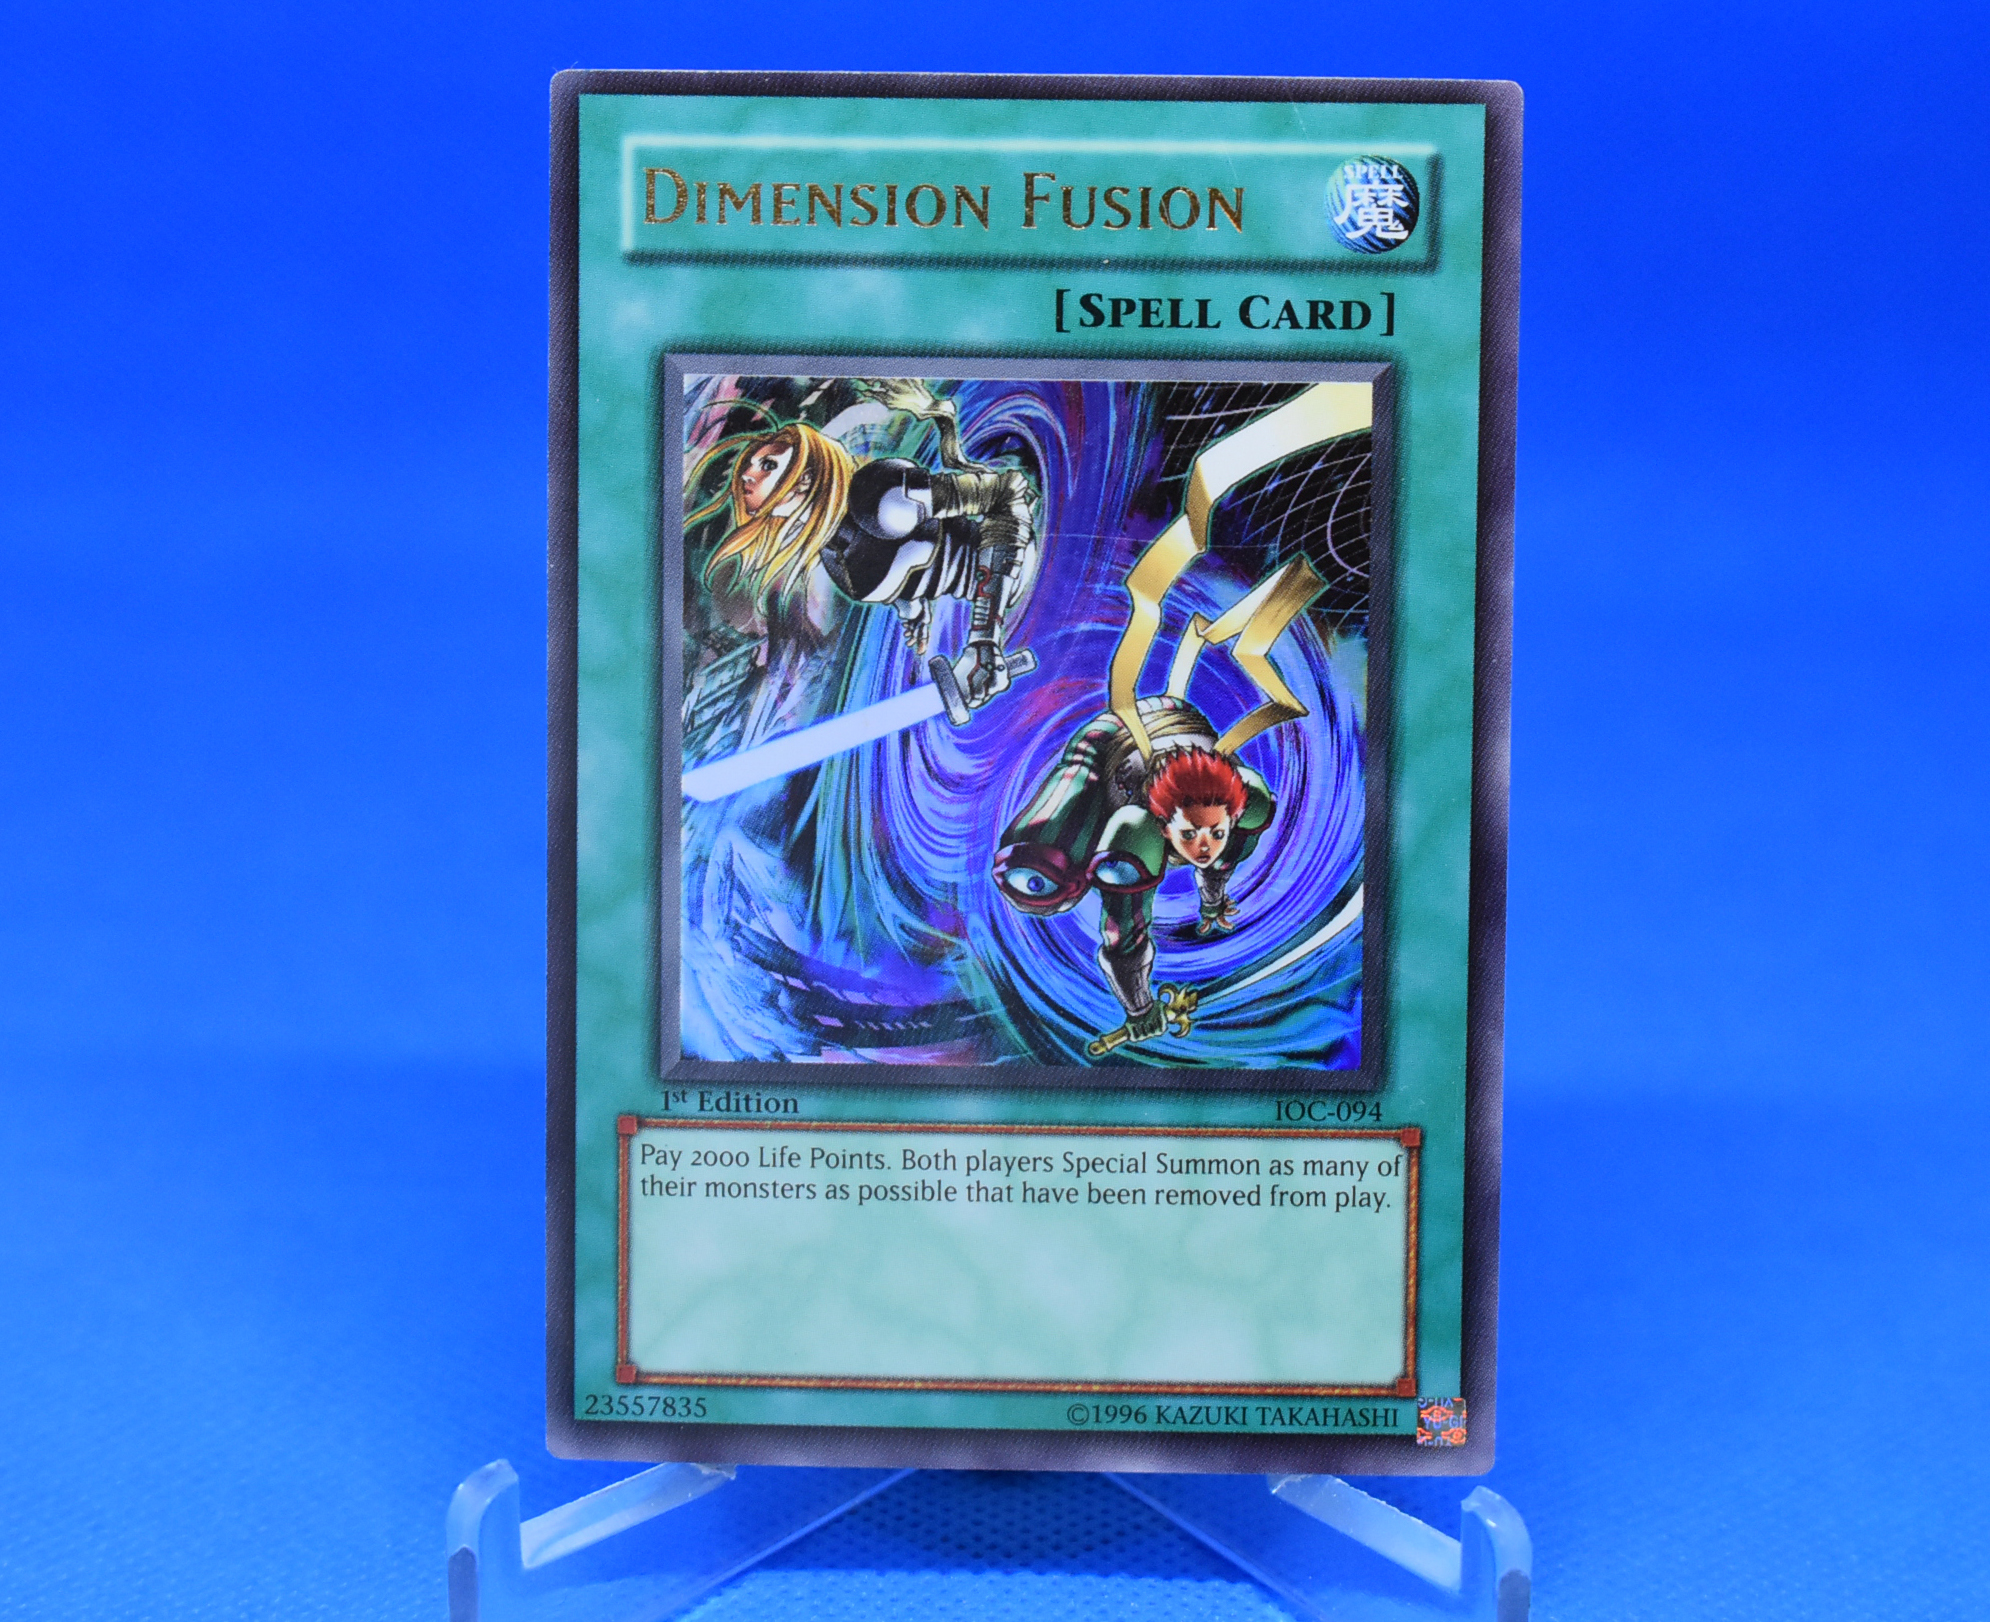 DIMENSION FUSION
SPELL
魔
[SPELL CARD]
1st Edition
IOC-094
Pay 2000 Life Points. Both players Special Summon as many of
their monsters as possible that have been removed from play.
23557835
©1996 KAZUKI TAKAHASHI